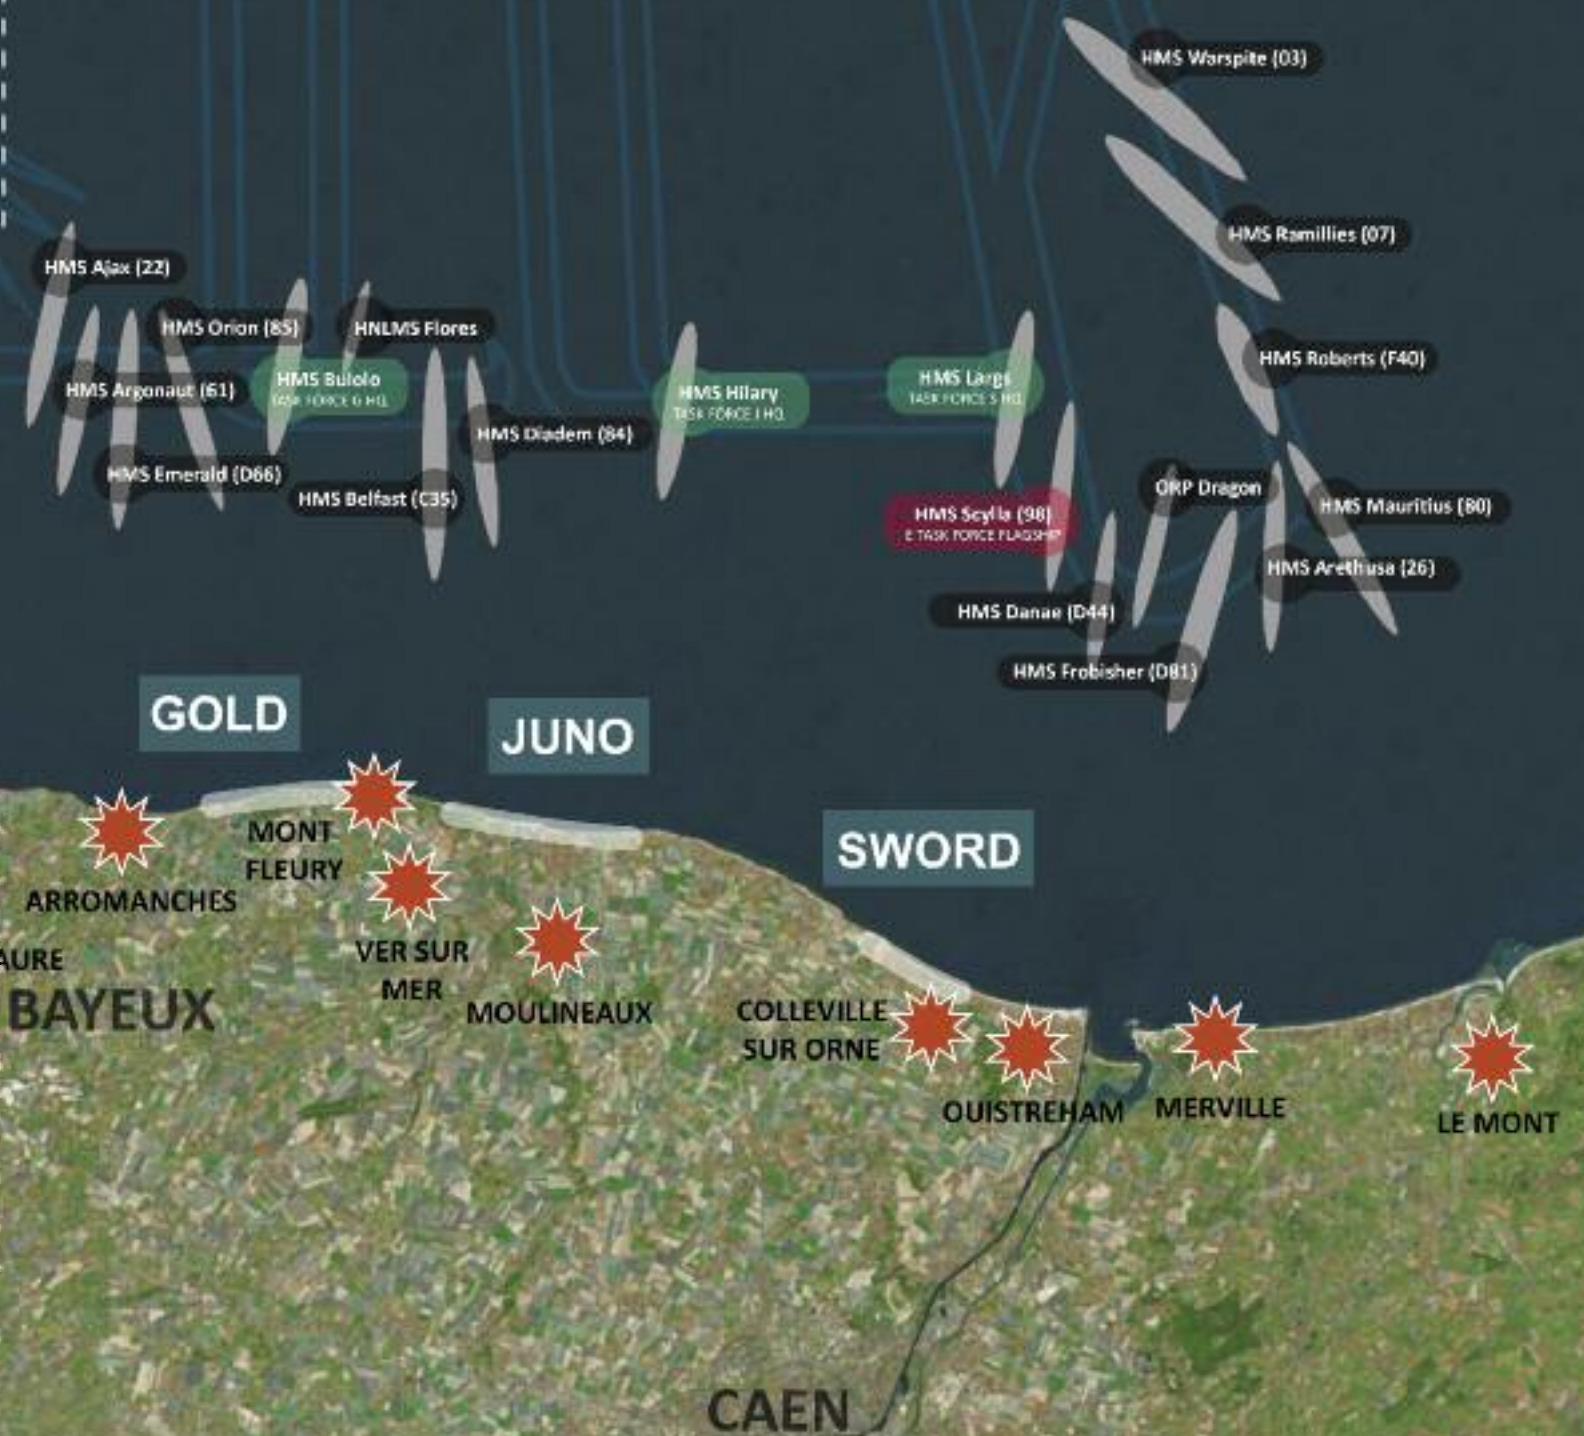 HMS Warspite (03)
HMS Ramillies (07)
HMS Ajax (22)
HMS Orion (85)
HNLMS Flores
HMS Roberts (F40)
HMS Argonaut (61)
HMS Bulolo
TASK FORCE G HQ
HMS Hilary
TASK FORCE J HQ
HMS Largs
TASK FORCE S HQ
HMS Diadem (84)
HMS Emerald (D66)
HMS Belfast (C35)
ORP Dragon
HMS Mauritius (80)
HMS Scylla (98)
E TASK FORCE FLAGSHIP
HMS Arethusa (26)
HMS Danae (D44)
HMS Frobisher (D81)
GOLD
JUNO
SWORD
MONT
FLEURY
ARROMANCHES
VER SUR
MER
AURE
BAYEUX
MOULINEAUX
COLLEVILLE
SUR ORNE
OUISTREHAM
MERVILLE
LE MONT
CAEN